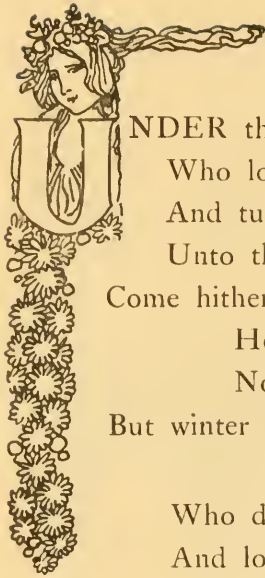 UNDER th
Who lo
And tu
Unto th
Come hither
He
No
But winter
Who d
And lo